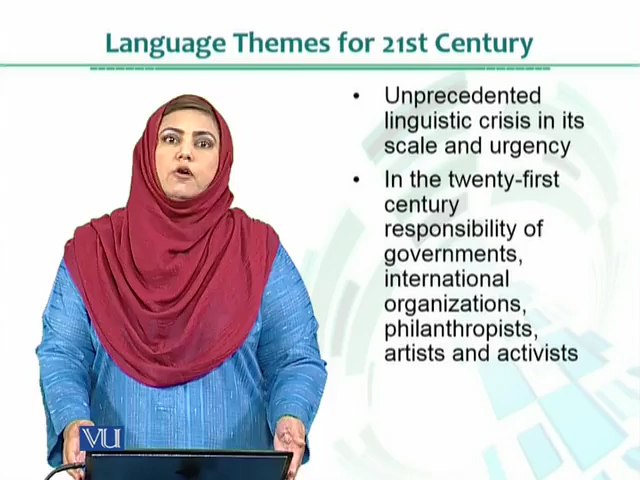 Language Themes for 21st Century
• Unprecedented
linguistic crisis in its
scale and urgency
• In the twenty-first
century
responsibility of
governments,
international
organizations,
philanthropists,
artists and activists
VU